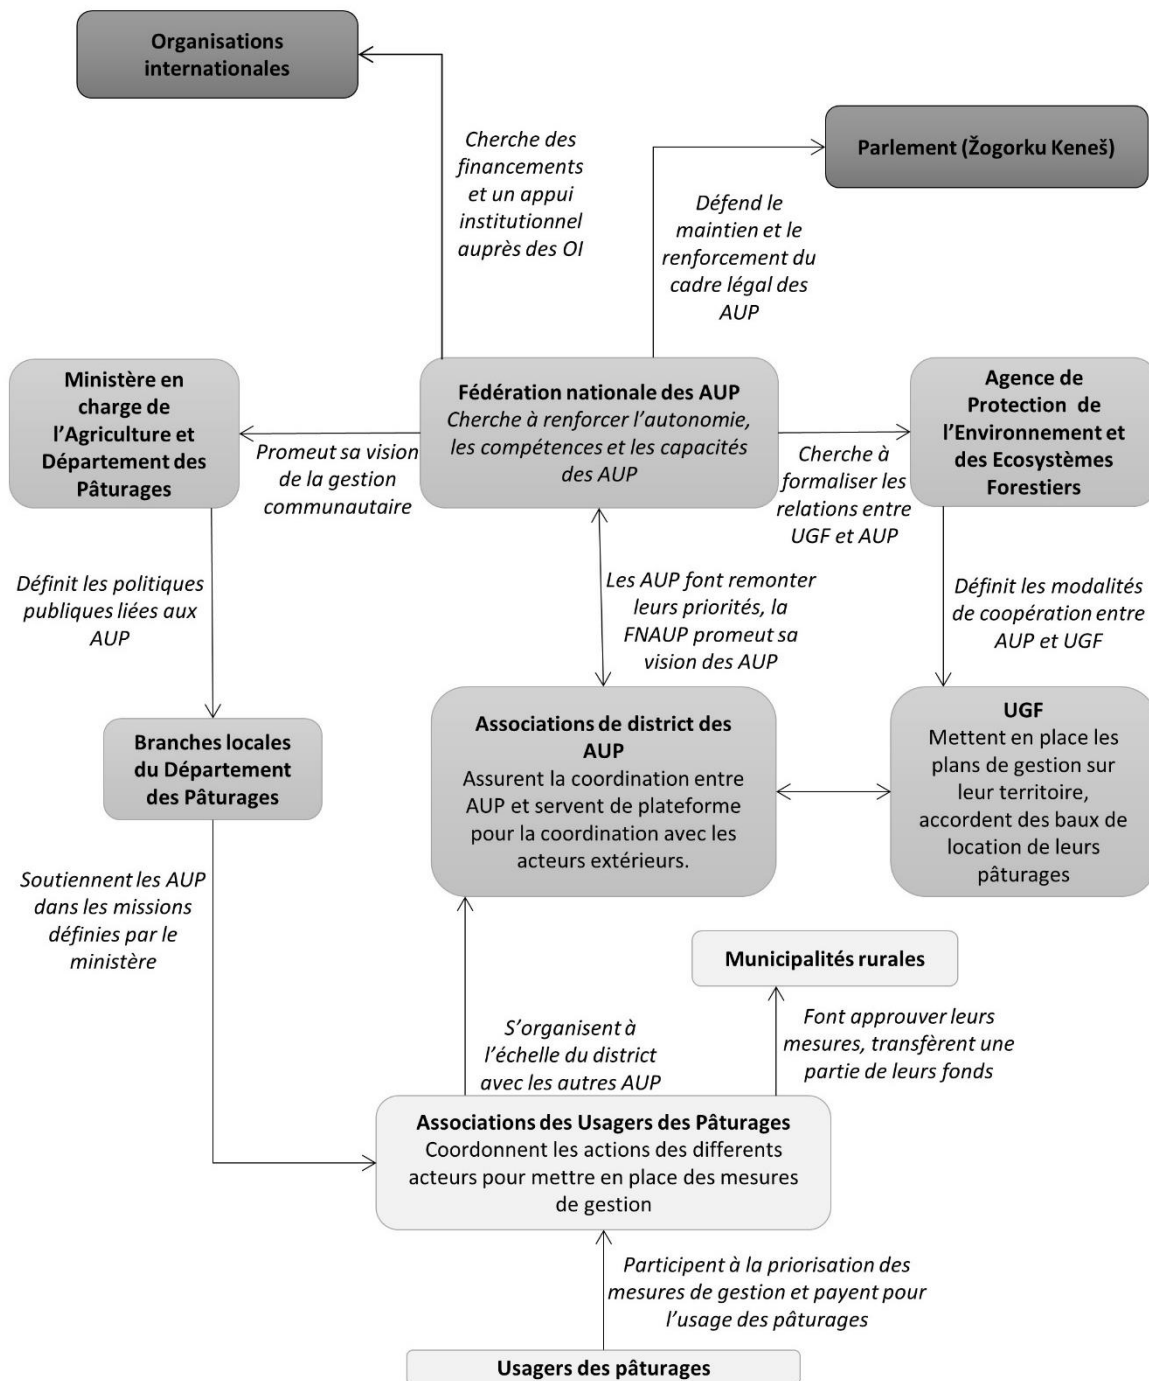 Organisations
internationales
Cherche des
financements
et un appui
institutionnel
auprès des OI
Parlement (Žogorku Keneš)
Défend le
maintien et le
renforcement du
cadre légal des
AUP
Ministère en
charge de
l’Agriculture et
Département des
Pâturages
Promeut sa vision
de la gestion
communautaire
Fédération nationale des AUP
Cherche à renforcer l’autonomie,
les compétences et les capacités
des AUP
Cherche à
formaliser les
relations entre
UGF et AUP
Agence de
Protection de
l’Environnement et
des Ecosystèmes
Forestiers
Définit les politiques
publiques liées aux
AUP
Les AUP font remonter
leurs priorités, la
FNAUP promeut sa
vision des AUP
Définit les modalités
de coopération entre
AUP et UGF
Branches locales
du Département
des Pâturages
Associations de district des
AUP
Assurent la coordination entre
AUP et servent de plateforme
pour la coordination avec les
acteurs extérieurs.
UGF
Mettent en place les
plans de gestion sur
leur territoire,
accordent des baux de
location de leurs
pâturages
Soutiennent les AUP
dans les missions
définies par le
ministère
Municipalités rurales
S’organisent à
l’échelle du district
avec les autres AUP
Font approuver leurs
mesures, transfèrent une
partie de leurs fonds
Associations des Usagers des Pâturages
Coordonnent les actions des differents
acteurs pour mettre en place des mesures
de gestion
Participent à la priorisation des
mesures de gestion et payent pour
l’usage des pâturages
Usagers des pâturages